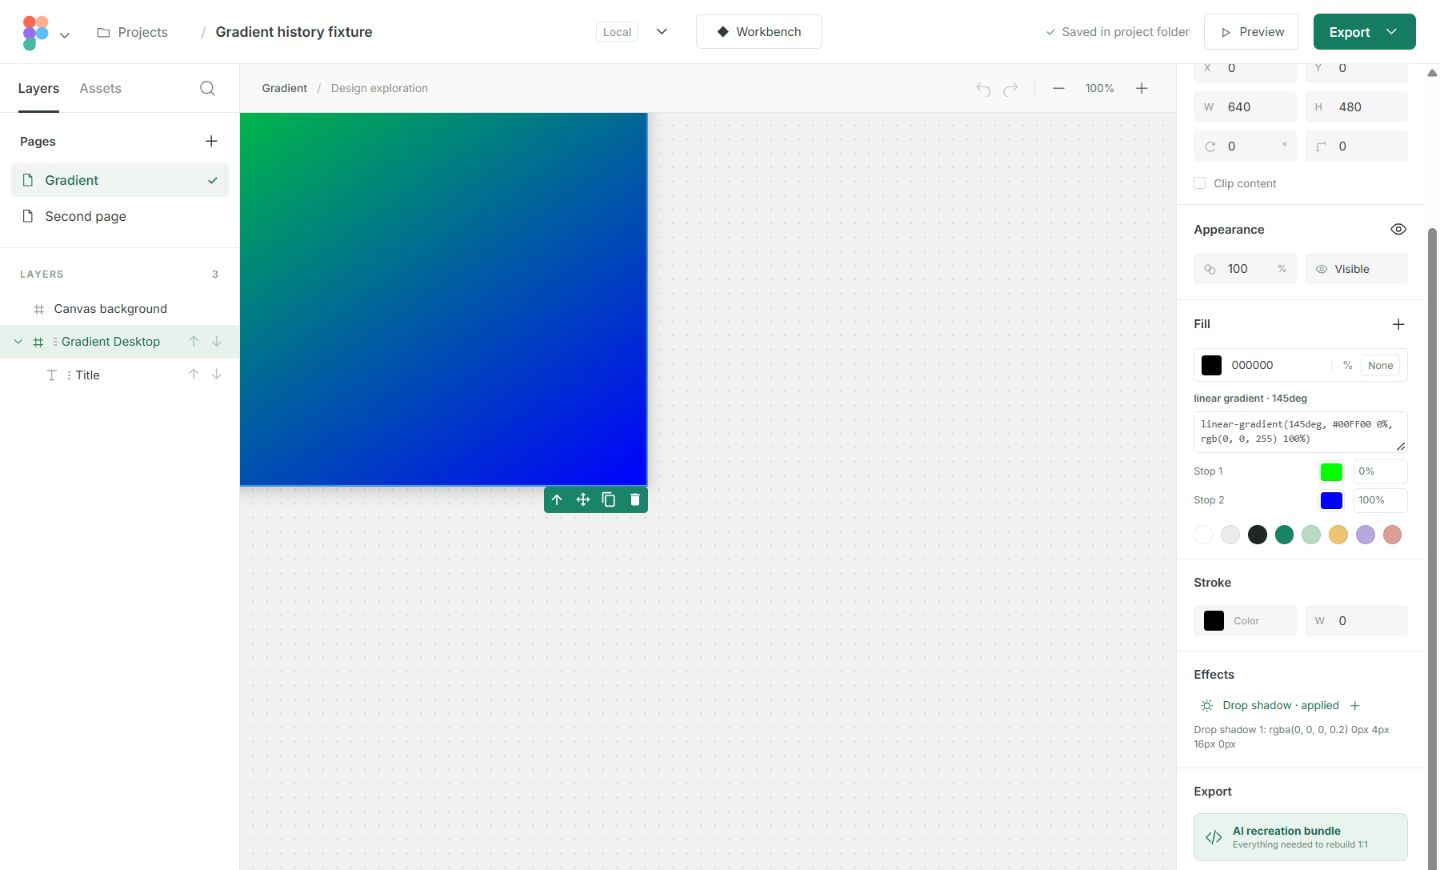 Projects / Gradient history fixture
Local
Workbench
Saved in project folder
Preview
Export
Layers Assets
Gradient / Design exploration
100%
Pages
Gradient
Second page
LAYERS 3
Canvas background
Gradient Desktop
Title
X 0 Y 0
W 640 H 480
0 ° 0
Clip content
Appearance
100 % Visible
Fill
000000 % None
linear gradient · 145deg
linear-gradient(145deg, #00FF00 0%,
rgb(0, 0, 255) 100%)
Stop 1 0%
Stop 2 100%
Stroke
Color W 0
Effects
Drop shadow · applied
Drop shadow 1: rgba(0, 0, 0, 0.2) 0px 4px
16px 0px
Export
AI recreation bundle
Everything needed to rebuild 1:1